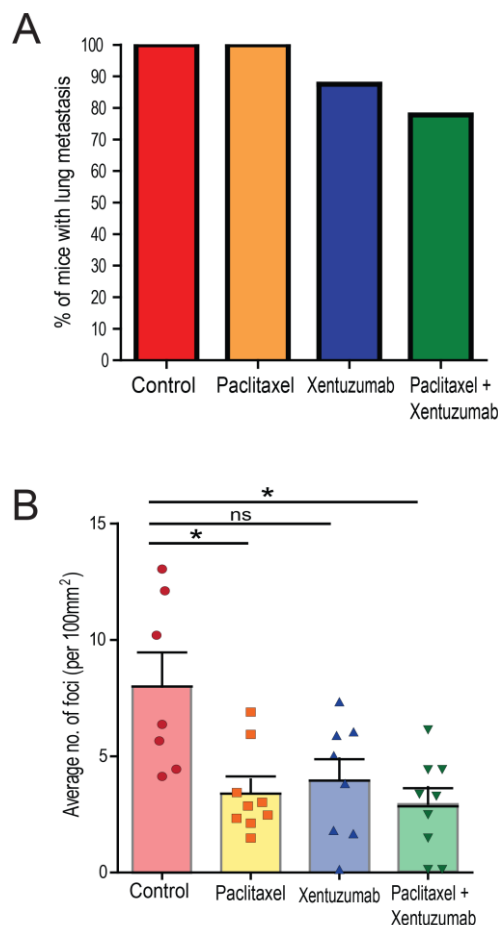 A
% of mice with lung metastasis
100
90
80
70
60
50
40
30
20
10
0
Control
Paclitaxel
Xentuzumab
Paclitaxel +
Xentuzumab
B
Average no. of foci (per 100mm²)
15
10
5
0
*
ns
*
Control
Paclitaxel
Xentuzumab
Paclitaxel +
Xentuzumab